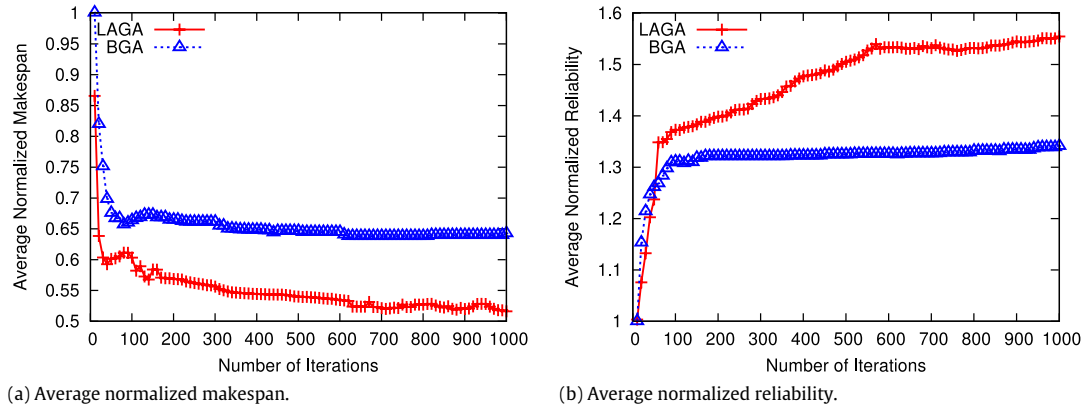 1
0.95
0.9
0.85
0.8
0.75
0.7
0.65
0.6
0.55
0.5
Average Normalized Makespan
LAGA
BGA
0 100 200 300 400 500 600 700 800 900 1000
Number of Iterations
(a) Average normalized makespan.
1.6
1.5
1.4
1.3
1.2
1.1
1
Average Normalized Reliability
LAGA
BGA
0 100 200 300 400 500 600 700 800 900 1000
Number of Iterations
(b) Average normalized reliability.